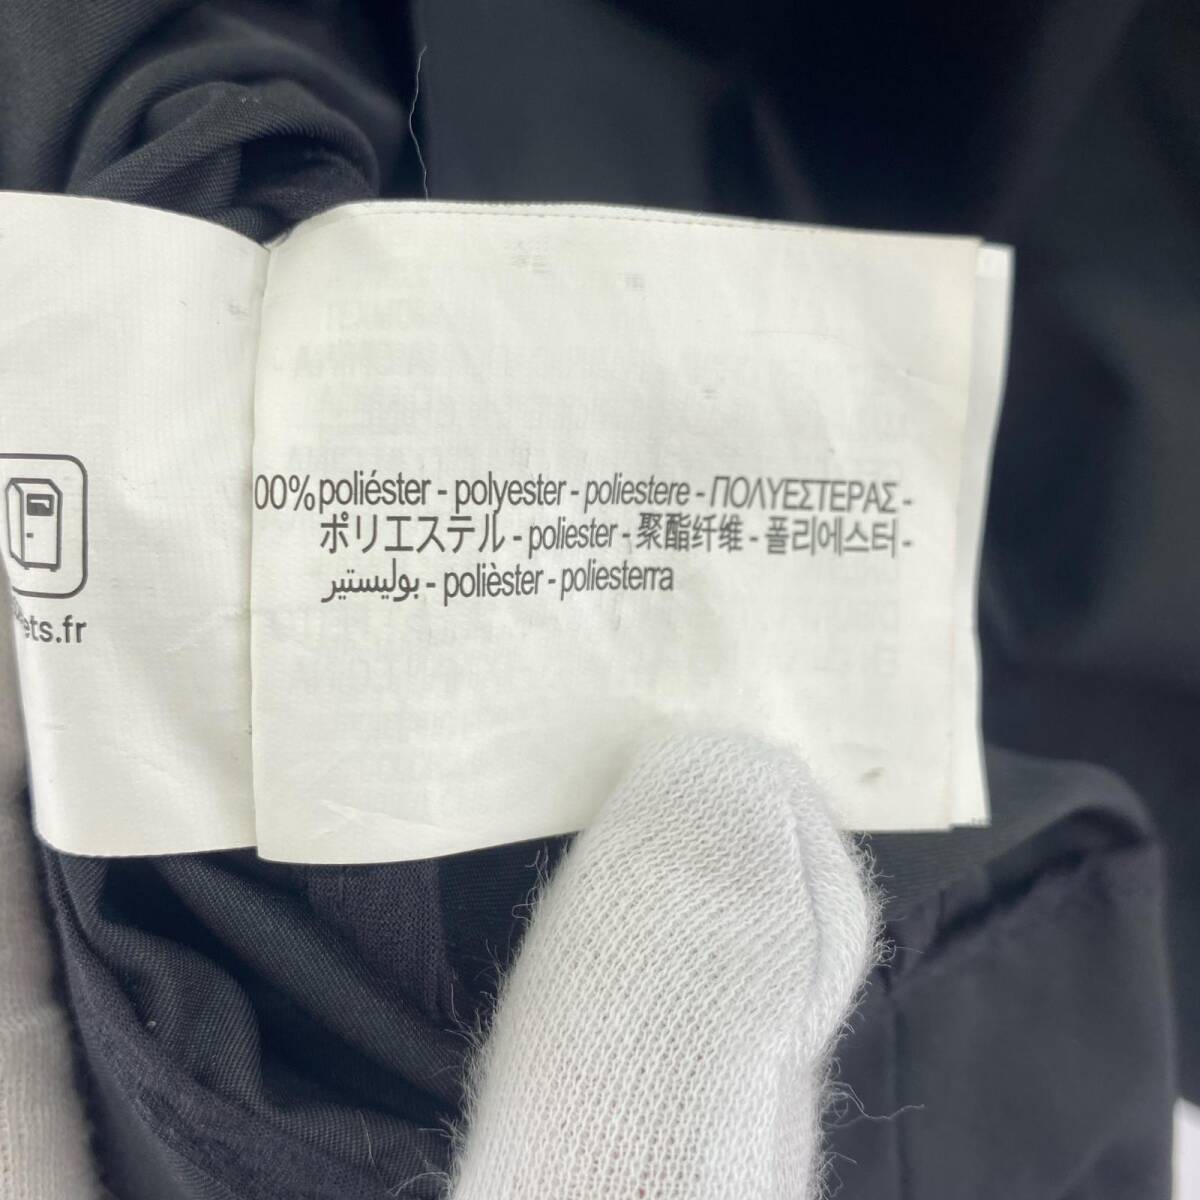 00% poliéster - polyester - poliestere - ΠΟΛΥΕΣΤΕΡΑΣ -
ポリエステル - poliester - 聚酯纤维 - 폴리에스터 -
بوليستير - polièster - poliesterra
ets.fr